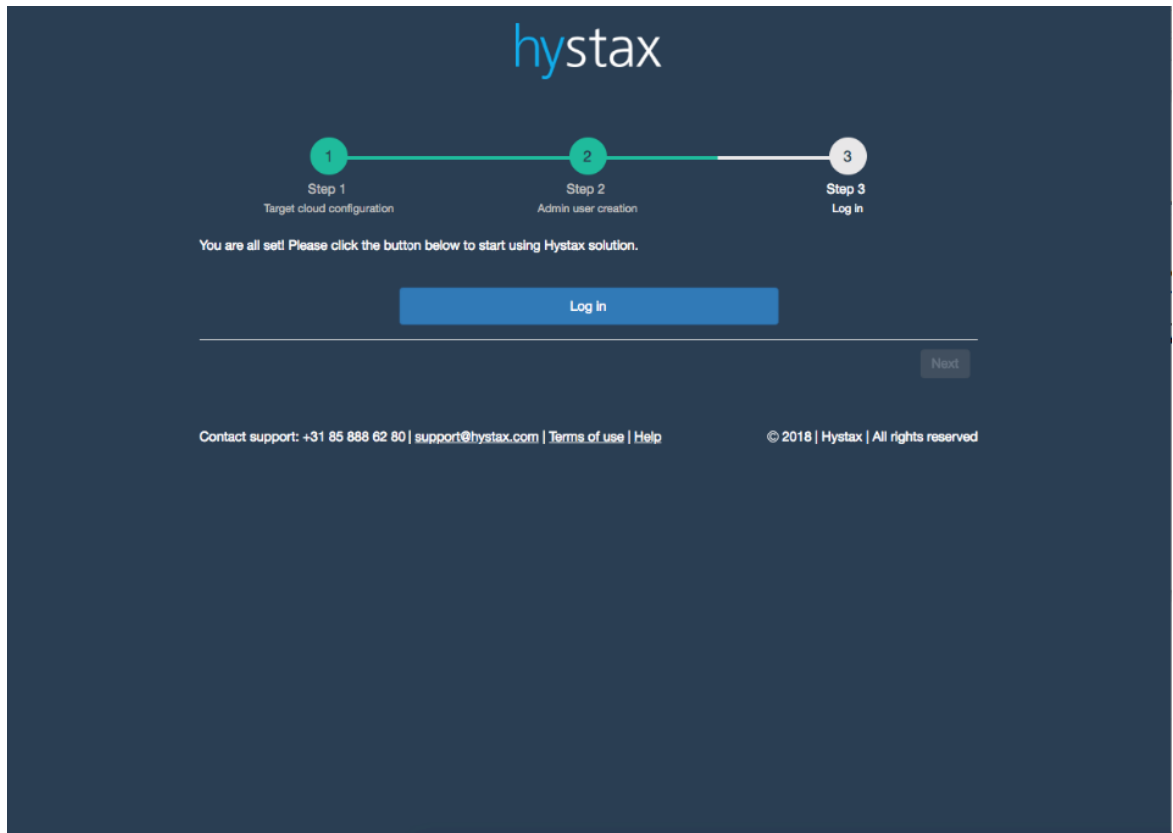 hystax
1
2
3
Step 1
Step 2
Step 3
Target cloud configuration
Admin user creation
Log in
You are all set! Please click the button below to start using Hystax solution.
Log in
Next
Contact support: +31 85 888 62 80 | support@hystax.com | Terms of use | Help
© 2018 | Hystax | All rights reserved